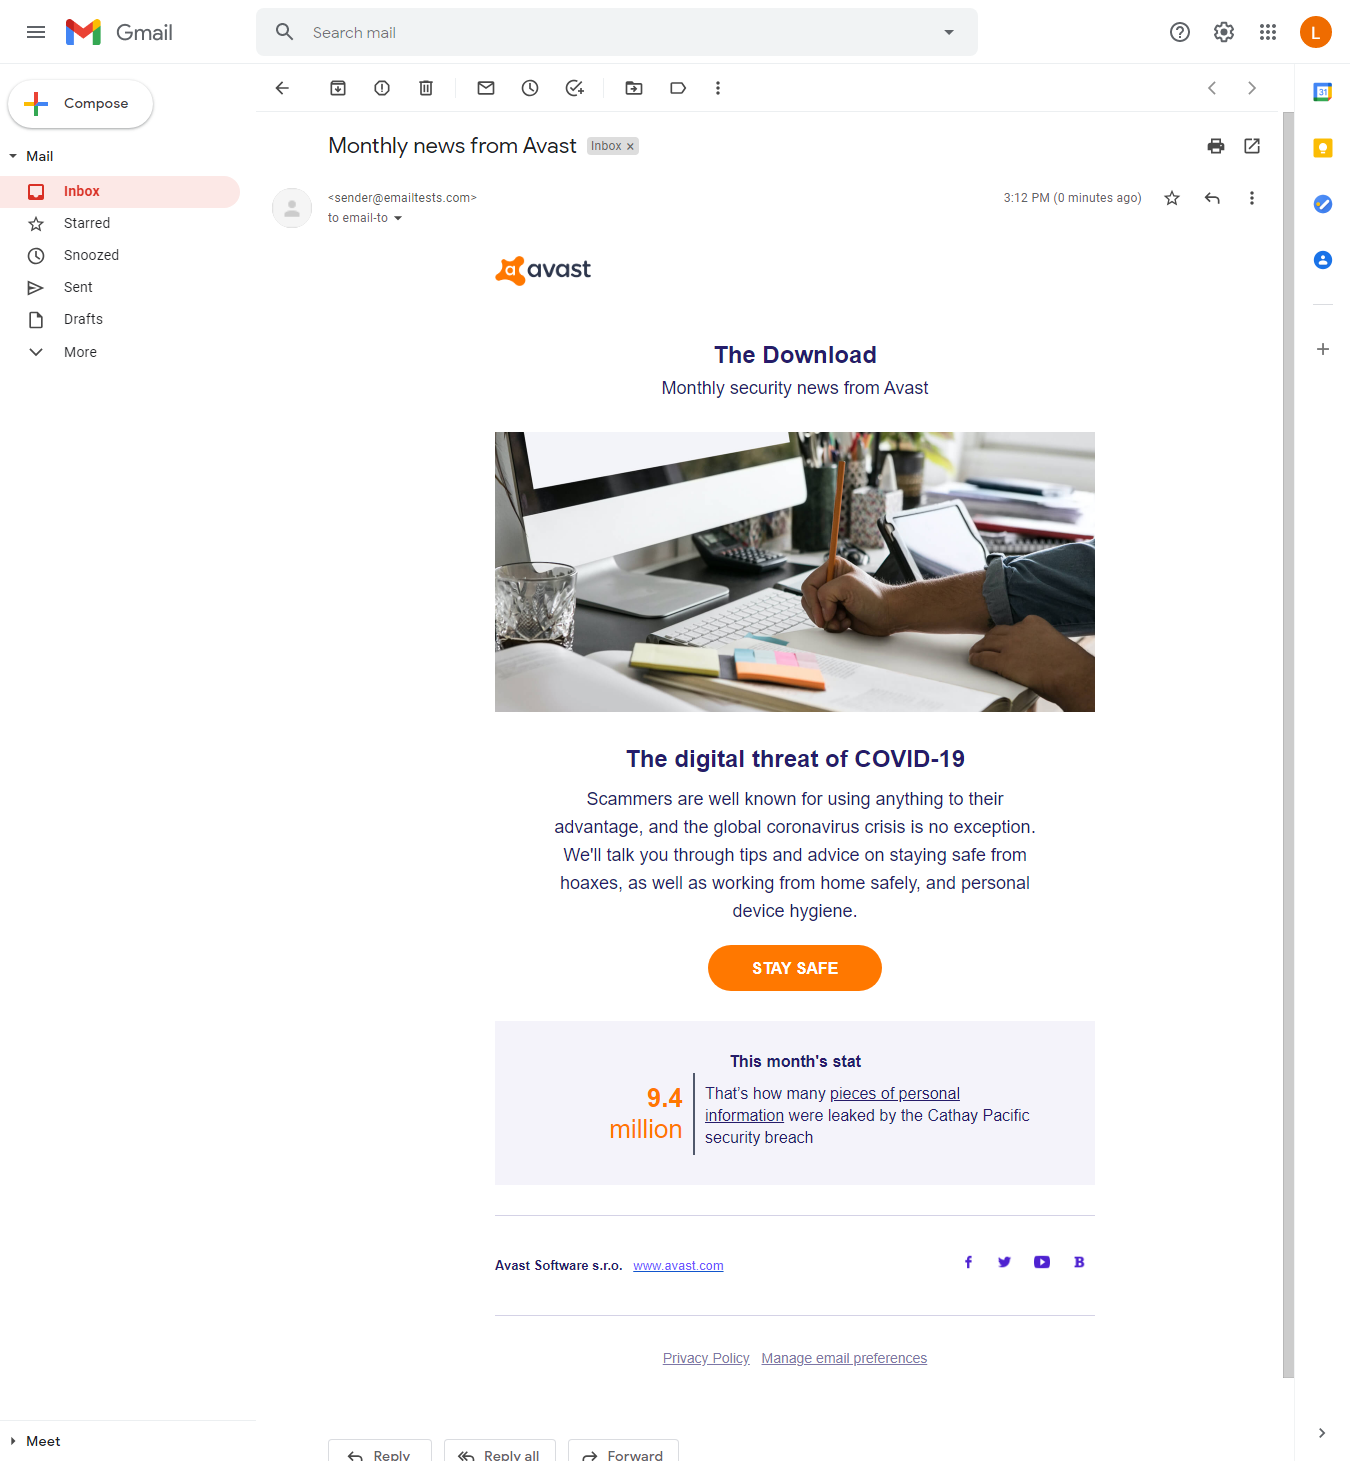 Gmail
Search mail
L
Compose
Mail
Inbox
Starred
Snoozed
Sent
Drafts
More
Monthly news from Avast Inbox ×
<sender@emailtests.com>
to email-to
3:12 PM (0 minutes ago)
31
a avast
The Download
Monthly security news from Avast
The digital threat of COVID-19
Scammers are well known for using anything to their
advantage, and the global coronavirus crisis is no exception.
We'll talk you through tips and advice on staying safe from
hoaxes, as well as working from home safely, and personal
device hygiene.
STAY SAFE
This month's stat
9.4
million
That’s how many pieces of personal
information were leaked by the Cathay Pacific
security breach
Avast Software s.r.o. www.avast.com
Privacy Policy Manage email preferences
Meet
Reply Reply all Forward